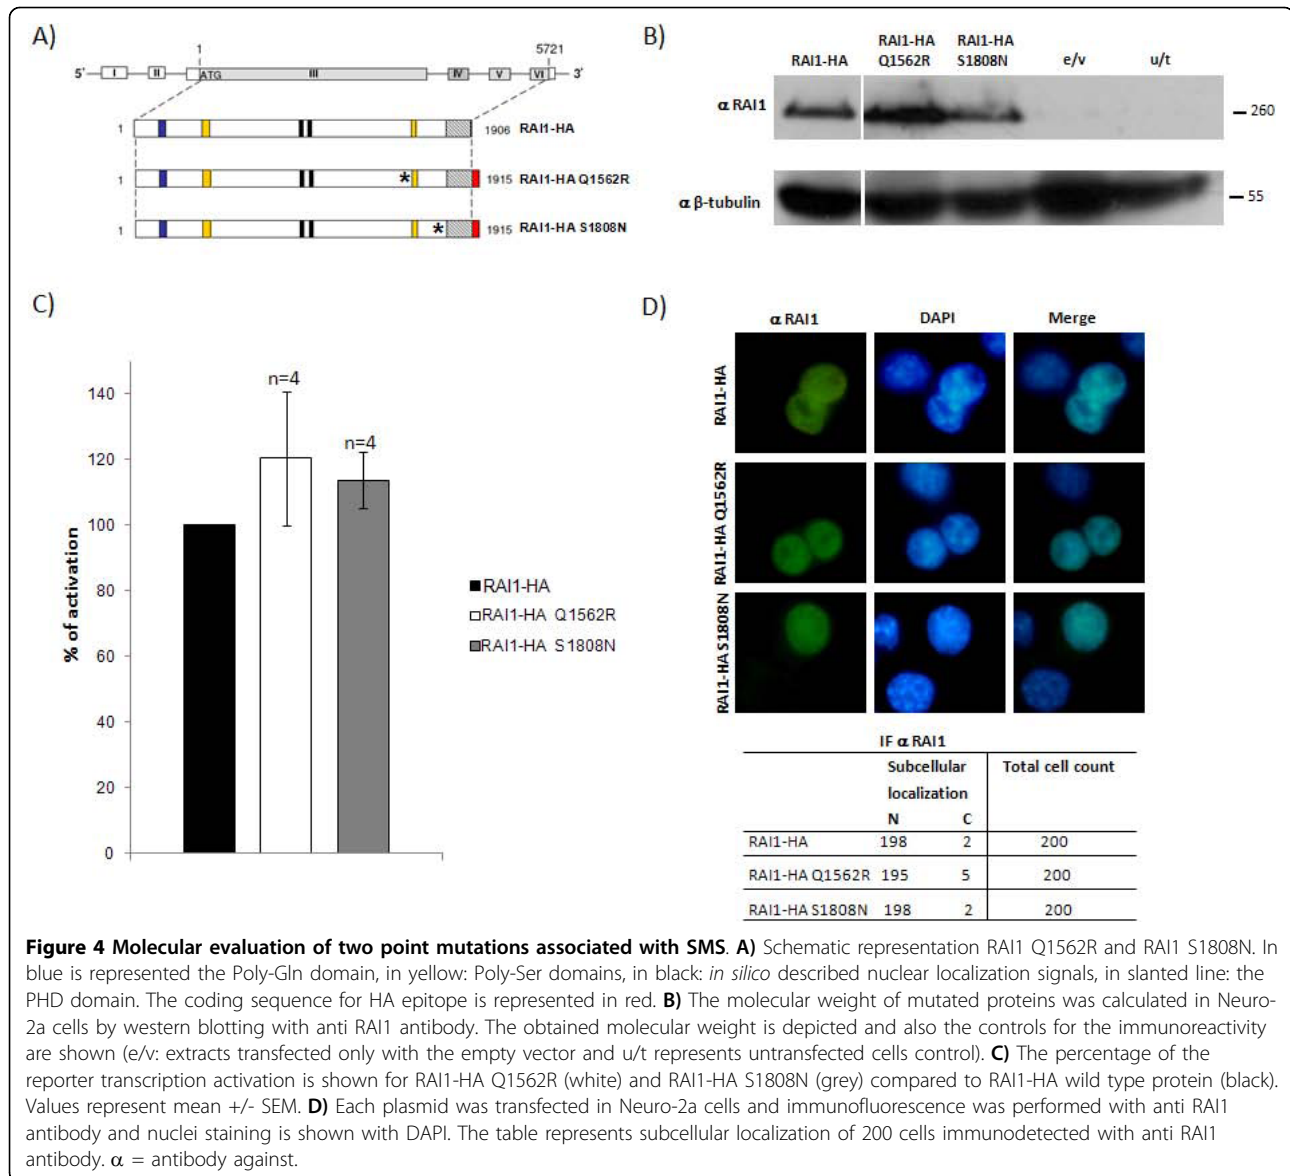 A)
1
5721
5'
I
II
ATG
III
IV
V
VI
3'
1
1906 RAI1-HA
1
*
1915 RAI1-HA Q1562R
1
*
1915 RAI1-HA S1808N
B)
RAI1-HA
RAI1-HA Q1562R
RAI1-HA S1808N
e/v
u/t
α RAI1
260
α β-tubulin
55
C)
% of activation
140
120
100
80
60
40
20
0
n=4
n=4
RAI1-HA
RAI1-HA Q1562R
RAI1-HA S1808N
D)
α RAI1
DAPI
Merge
RAI1-HA
RAI1-HA Q1562R
RAI1-HA S1808N
IF α RAI1
Subcellular localization
Total cell count
N
C
RAI1-HA 198 2 200
RAI1-HA Q1562R 195 5 200
RAI1-HA S1808N 198 2 200
Figure 4 Molecular evaluation of two point mutations associated with SMS. A) Schematic representation RAI1 Q1562R and RAI1 S1808N. In
blue is represented the Poly-Gln domain, in yellow: Poly-Ser domains, in black: in silico described nuclear localization signals, in slanted line: the
PHD domain. The coding sequence for HA epitope is represented in red. B) The molecular weight of mutated proteins was calculated in Neuro-
2a cells by western blotting with anti RAI1 antibody. The obtained molecular weight is depicted and also the controls for the immunoreactivity
are shown (e/v: extracts transfected only with the empty vector and u/t represents untransfected cells control). C) The percentage of the
reporter transcription activation is shown for RAI1-HA Q1562R (white) and RAI1-HA S1808N (grey) compared to RAI1-HA wild type protein (black).
Values represent mean +/- SEM. D) Each plasmid was transfected in Neuro-2a cells and immunofluorescence was performed with anti RAI1
antibody and nuclei staining is shown with DAPI. The table represents subcellular localization of 200 cells immunodetected with anti RAI1
antibody. α = antibody against.